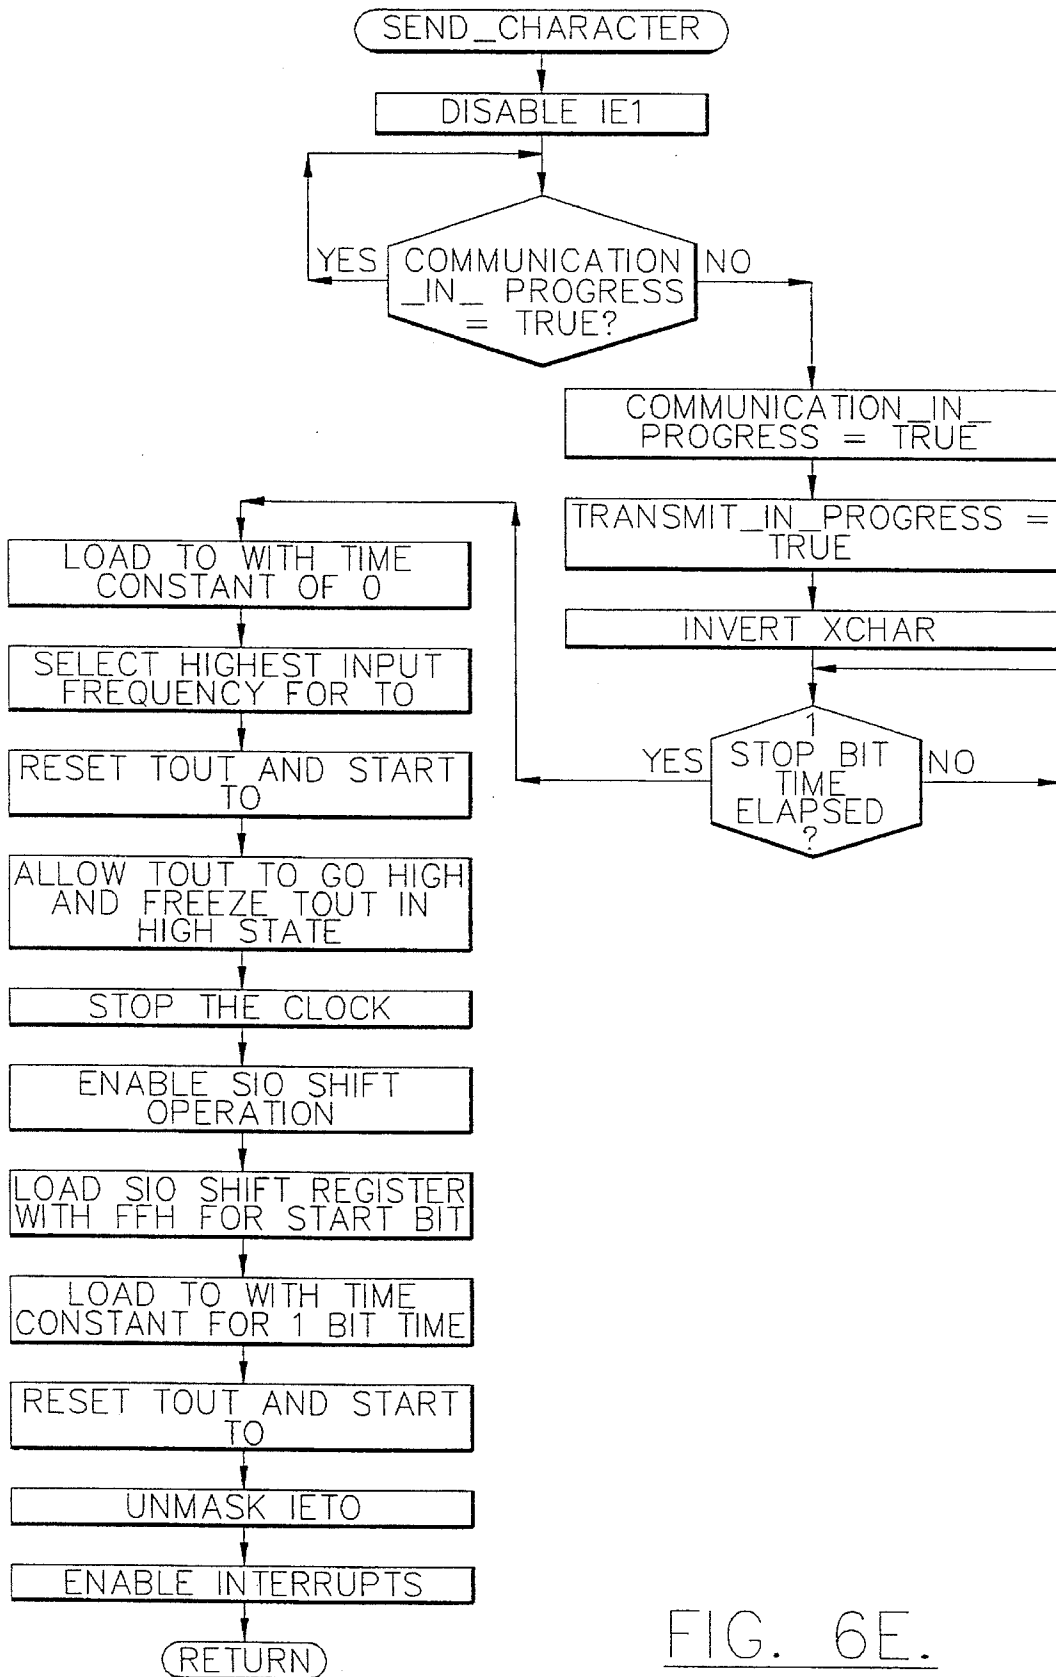 SEND_CHARACTER
DISABLE IE1
YES
COMMUNICATION
_IN_ PROGRESS
= TRUE?
NO
COMMUNICATION_IN_
PROGRESS = TRUE
TRANSMIT_IN_PROGRESS =
TRUE
INVERT XCHAR
1
STOP BIT
TIME
ELAPSED
?
YES
NO
LOAD TO WITH TIME
CONSTANT OF 0
SELECT HIGHEST INPUT
FREQUENCY FOR TO
RESET TOUT AND START
TO
ALLOW TOUT TO GO HIGH
AND FREEZE TOUT IN
HIGH STATE
STOP THE CLOCK
ENABLE SIO SHIFT
OPERATION
LOAD SIO SHIFT REGISTER
WITH FFH FOR START BIT
LOAD TO WITH TIME
CONSTANT FOR 1 BIT TIME
RESET TOUT AND START
TO
UNMASK IETO
ENABLE INTERRUPTS
RETURN
FIG. 6E.